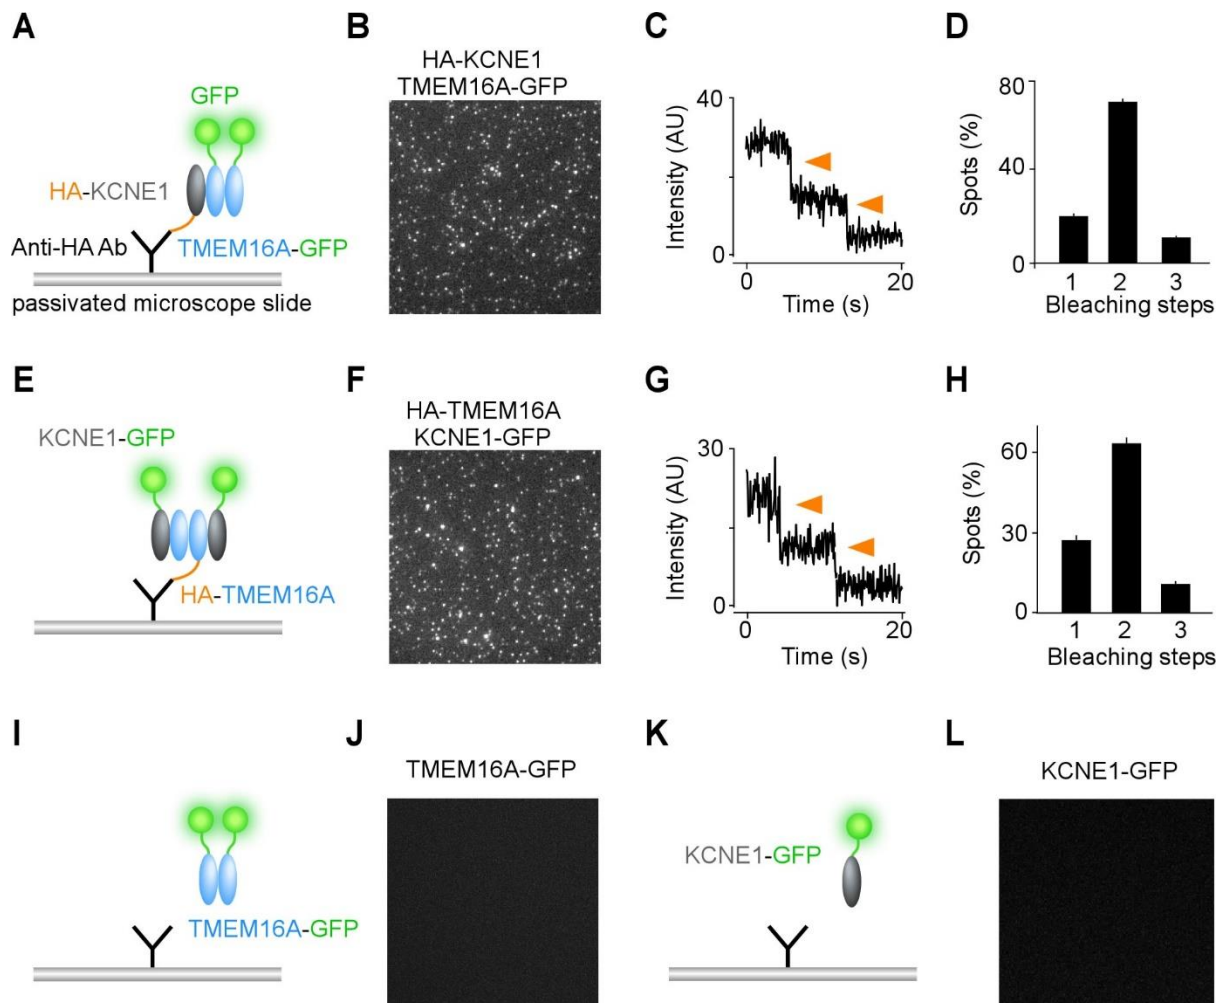 A
GFP
HA-KCNE1
Anti-HA Ab
TMEM16A-GFP
passivated microscope slide
B
HA-KCNE1
TMEM16A-GFP
C
Intensity (AU)
40
0
0
20
Time (s)
D
Spots (%)
80
40
0
1 2 3
Bleaching steps
E
KCNE1-GFP
HA-TMEM16A
F
HA-TMEM16A
KCNE1-GFP
G
Intensity (AU)
30
0
0
20
Time (s)
H
Spots (%)
60
30
0
1 2 3
Bleaching steps
I
TMEM16A-GFP
J
TMEM16A-GFP
K
KCNE1-GFP
L
KCNE1-GFP